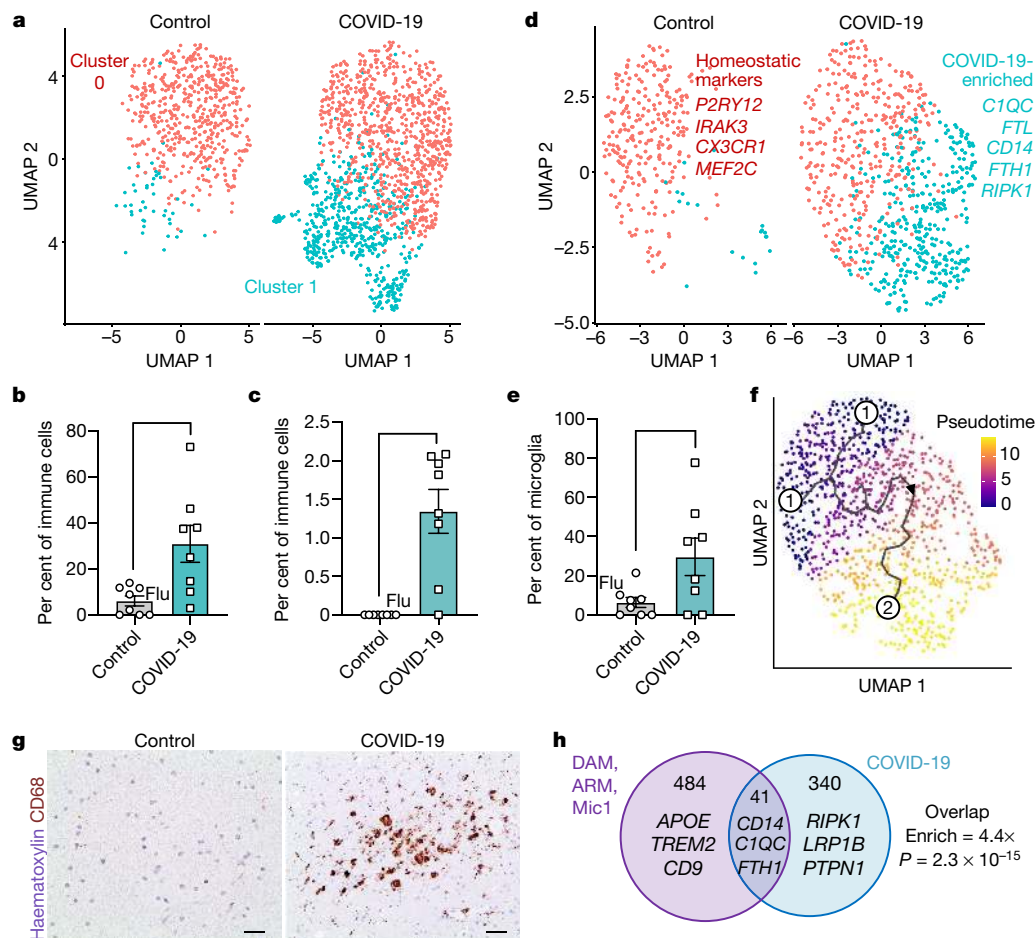 a
Control
COVID-19
Cluster
0
Cluster 1
UMAP 2
4
0
4
−5
0
5
−5
0
5
UMAP 1
UMAP 1
d
Control
COVID-19
Homeostatic
markers
P2RY12
IRAK3
CX3CR1
MEF2C
COVID-19-
enriched
C1QC
FTL
CD14
FTH1
RIPK1
UMAP 2
2.5
0
−2.5
−5.0
−6
−3
0
3
6
−6
−3
0
3
6
UMAP 1
UMAP 1
b
Per cent of immune cells
80
60
40
20
0
Flu
Control
COVID-19
c
Per cent of immune cells
2.5
2.0
1.5
1.0
0.5
0
Flu
Control
COVID-19
e
Per cent of microglia
100
80
60
40
20
0
Flu
Control
COVID-19
f
1
1
2
Pseudotime
10
5
0
UMAP 2
UMAP 1
g
Control
COVID-19
Haematoxylin CD68
h
DAM,
ARM,
Mic1
COVID-19
484
APOE
TREM2
CD9
41
CD14
C1QC
FTH1
340
RIPK1
LRP1B
PTPN1
Overlap
Enrich = 4.4×
P = 2.3 × 10⁻¹⁵